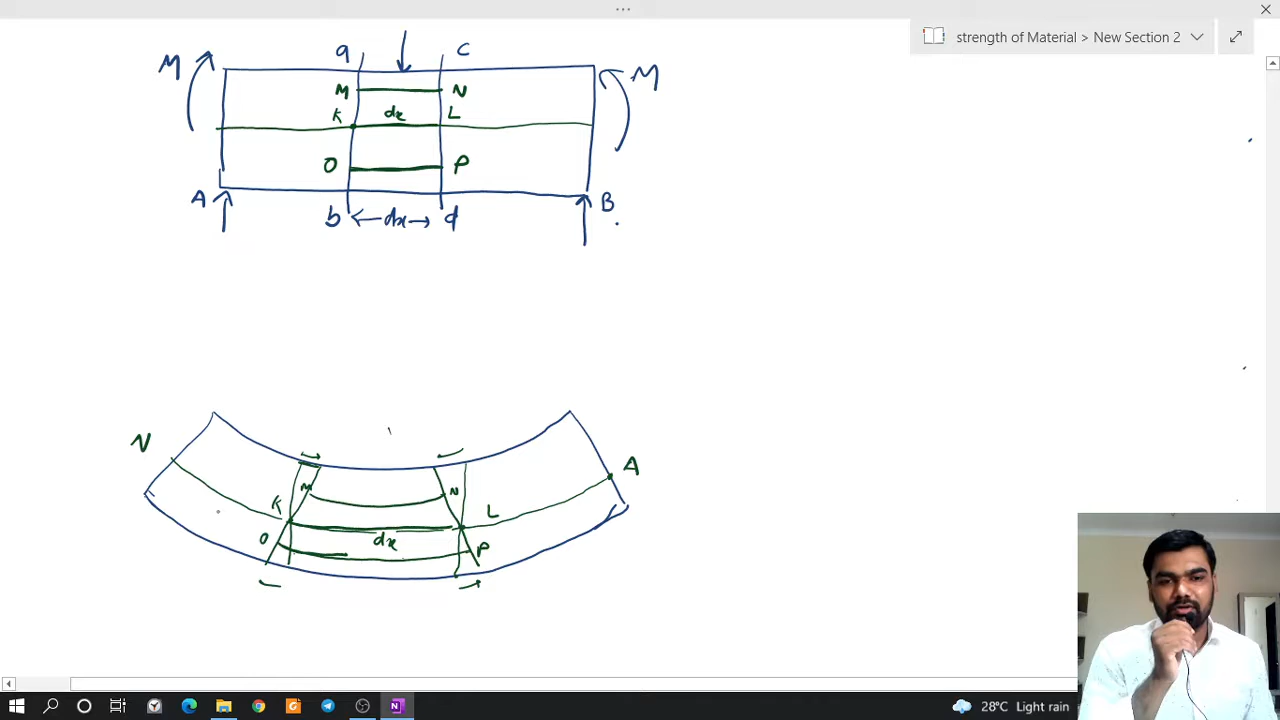 strength of Material > New Section 2
a c
M M
M N
K dx L
O P
A B
b ←dx→ d
N A
M N
K L
O dx P
28°C Light rain